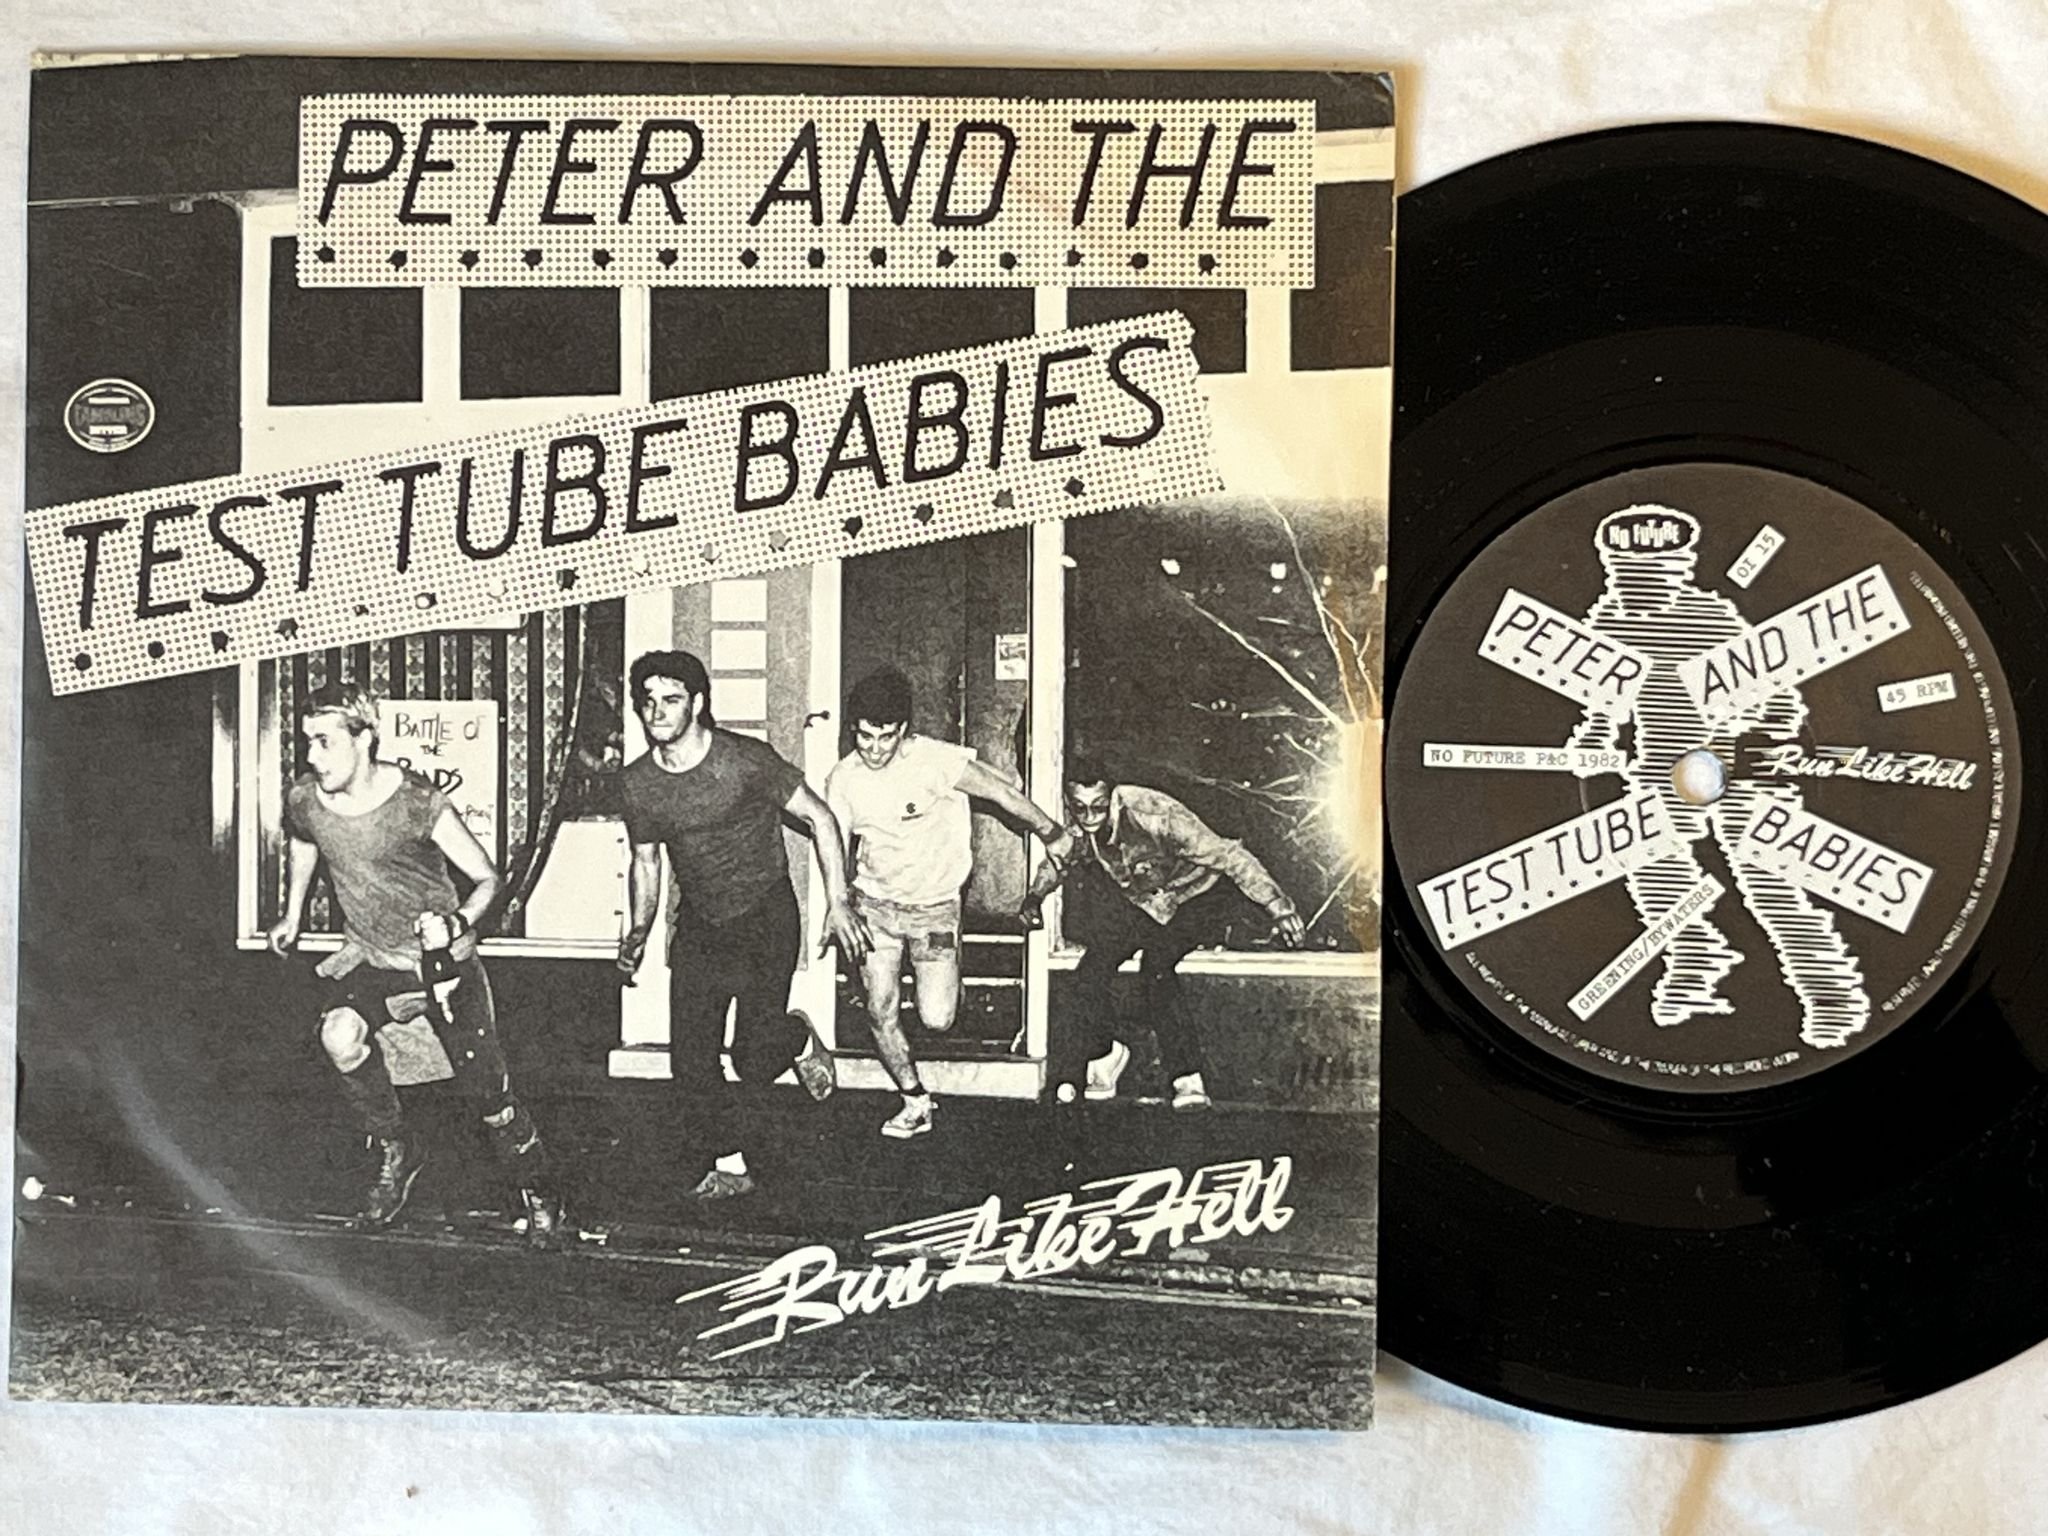 PETER AND THE
TEST TUBE BABIES
BATTLE OF
THE
BANDS
Run Like Hell
NO FUTURE
OI 15
PETER AND THE
45 RPM
NO FUTURE P&C 1982
Run Like Hell
TEST TUBE BABIES
GREENING/BYWATERS